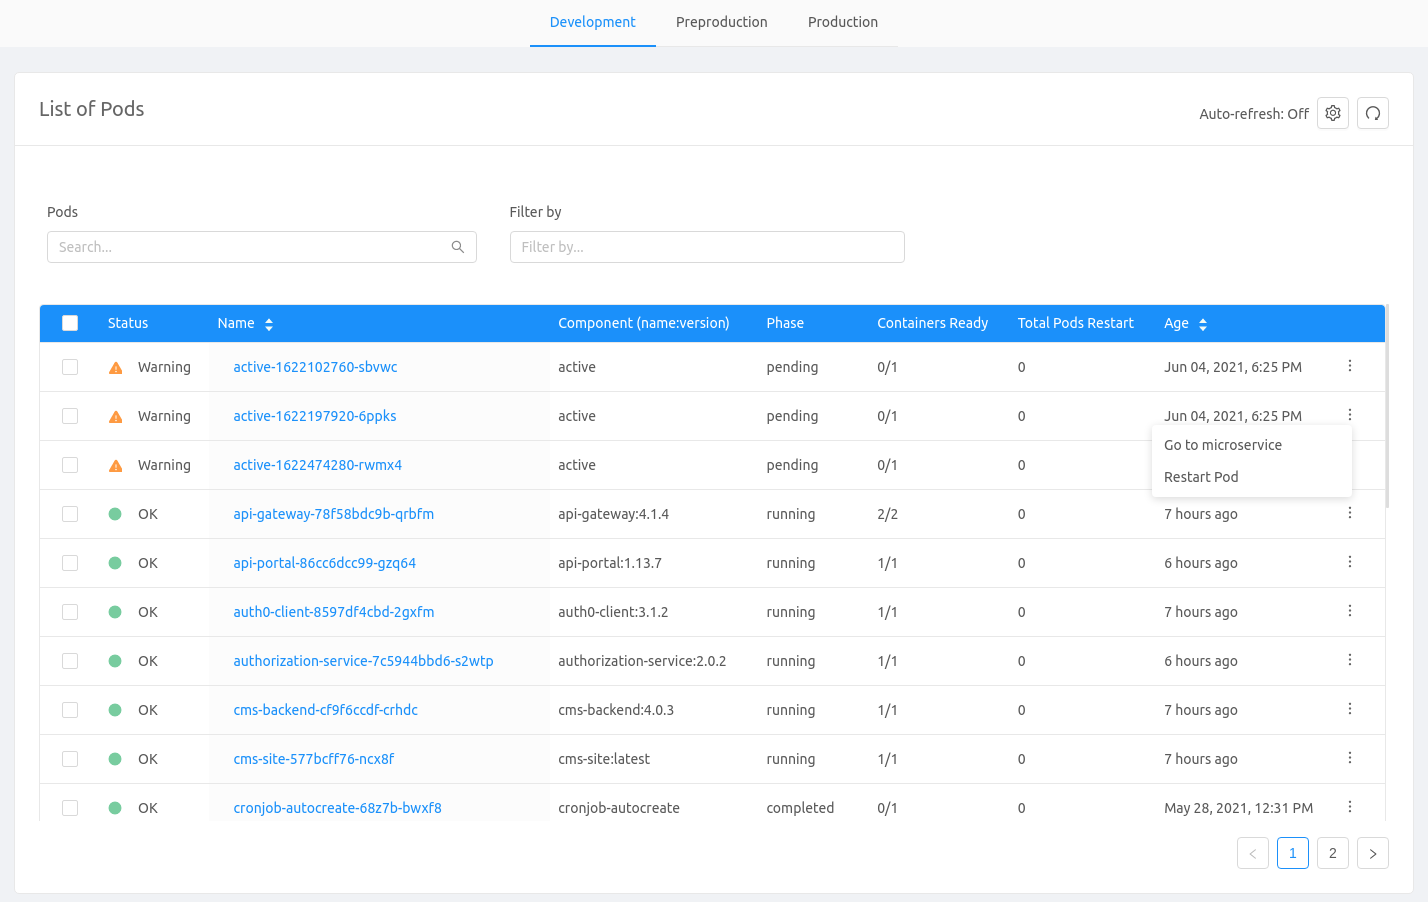 Development Preproduction Production
List of Pods
Auto-refresh: Off
Pods Filter by
Search... Filter by...
Status Name Component (name:version) Phase Containers Ready Total Pods Restart Age
Warning active-1622102760-sbvwc active pending 0/1 0 Jun 04, 2021, 6:25 PM
Warning active-1622197920-6ppks active pending 0/1 0 Jun 04, 2021, 6:25 PM
Go to microservice
Warning active-1622474280-rwmx4 active pending 0/1 0
Restart Pod
OK api-gateway-78f58bdc9b-qrbfm api-gateway:4.1.4 running 2/2 0 7 hours ago
OK api-portal-86cc6dcc99-gzq64 api-portal:1.13.7 running 1/1 0 6 hours ago
OK auth0-client-8597df4cbd-2gxfm auth0-client:3.1.2 running 1/1 0 7 hours ago
OK authorization-service-7c5944bbd6-s2wtp authorization-service:2.0.2 running 1/1 0 6 hours ago
OK cms-backend-cf9f6ccdf-crhdc cms-backend:4.0.3 running 1/1 0 7 hours ago
OK cms-site-577bcff76-ncx8f cms-site:latest running 1/1 0 7 hours ago
OK cronjob-autocreate-68z7b-bwxf8 cronjob-autocreate completed 0/1 0 May 28, 2021, 12:31 PM
1 2